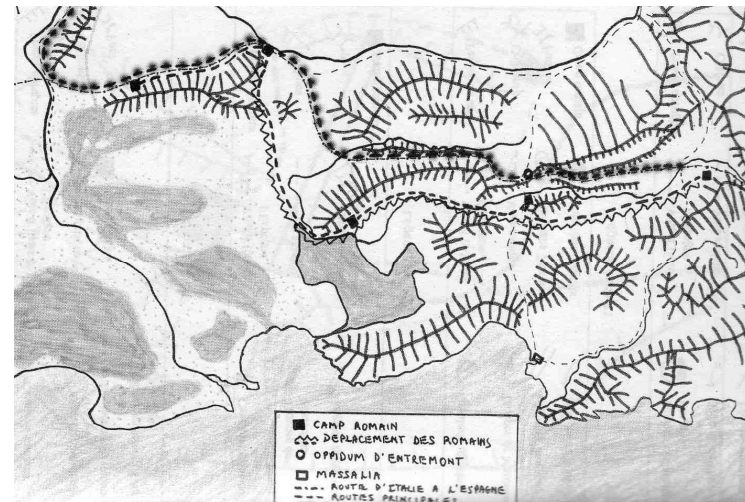 CAMP ROMAIN
DEPLACEMENT DES ROMAINS
OPPIDUM D'ENTREMONT
MASSALIA
ROUTE D'ITALIE A L'ESPAGNE
ROUTES PRINCIPALES